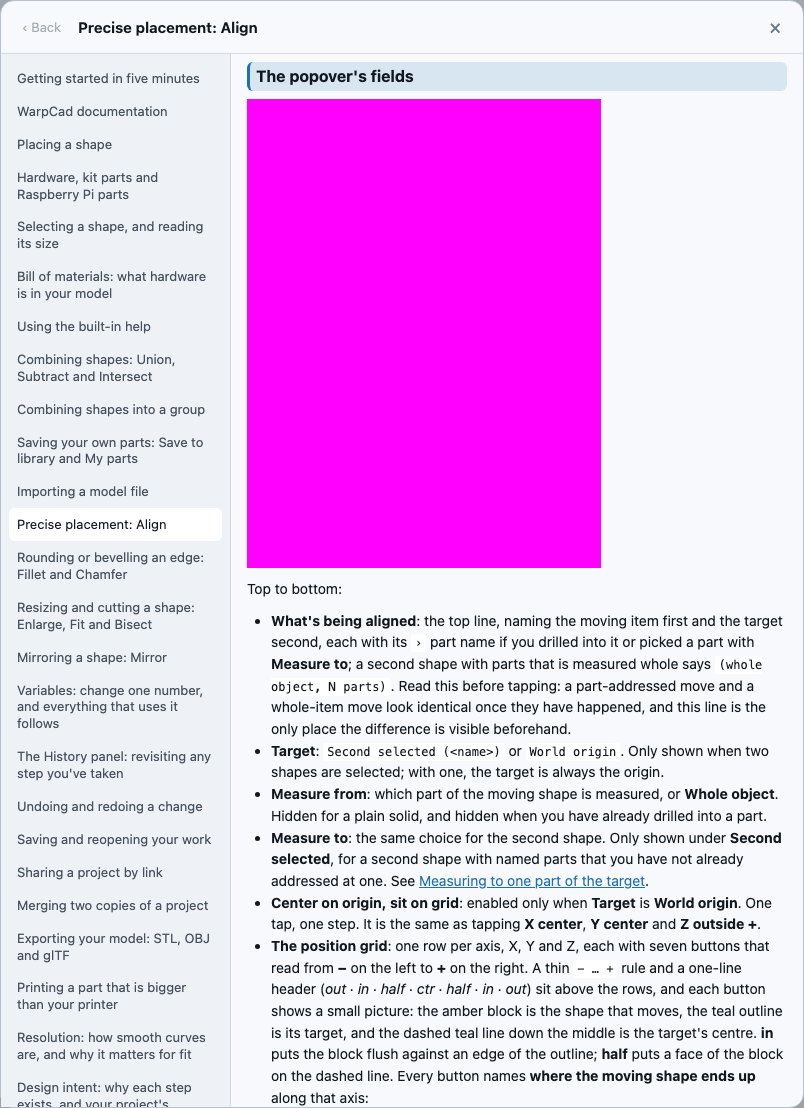 ‹ Back
Precise placement: Align
×
Getting started in five minutes
WarpCad documentation
Placing a shape
Hardware, kit parts and
Raspberry Pi parts
Selecting a shape, and reading
its size
Bill of materials: what hardware
is in your model
Using the built-in help
Combining shapes: Union,
Subtract and Intersect
Combining shapes into a group
Saving your own parts: Save to
library and My parts
Importing a model file
Precise placement: Align
Rounding or bevelling an edge:
Fillet and Chamfer
Resizing and cutting a shape:
Enlarge, Fit and Bisect
Mirroring a shape: Mirror
Variables: change one number,
and everything that uses it
follows
The History panel: revisiting any
step you've taken
Undoing and redoing a change
Saving and reopening your work
Sharing a project by link
Merging two copies of a project
Exporting your model: STL, OBJ
and glTF
Printing a part that is bigger
than your printer
Resolution: how smooth curves
are, and why it matters for fit
Design intent: why each step
exists, and your project's
The popover's fields
Top to bottom:
• What's being aligned: the top line, naming the moving item first and the target
second, each with its › part name if you drilled into it or picked a part with
Measure to; a second shape with parts that is measured whole says (whole
object, N parts). Read this before tapping: a part-addressed move and a
whole-item move look identical once they have happened, and this line is the
only place the difference is visible beforehand.
• Target: Second selected (<name>) or World origin. Only shown when two
shapes are selected; with one, the target is always the origin.
• Measure from: which part of the moving shape is measured, or Whole object.
Hidden for a plain solid, and hidden when you have already drilled into a part.
• Measure to: the same choice for the second shape. Only shown under Second
selected, for a second shape with named parts that you have not already
addressed at one. See Measuring to one part of the target.
• Center on origin, sit on grid: enabled only when Target is World origin. One
tap, one step. It is the same as tapping X center, Y center and Z outside +.
• The position grid: one row per axis, X, Y and Z, each with seven buttons that
read from − on the left to + on the right. A thin − … + rule and a one-line
header (out · in · half · ctr · half · in · out) sit above the rows, and each button
shows a small picture: the amber block is the shape that moves, the teal outline
is its target, and the dashed teal line down the middle is the target's centre. in
puts the block flush against an edge of the outline; half puts a face of the block
on the dashed line. Every button names where the moving shape ends up
along that axis: